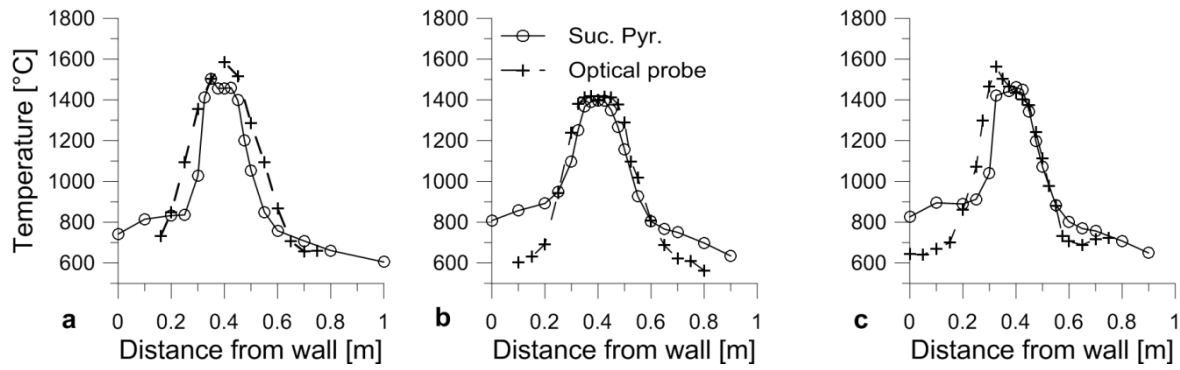 1800 1800 1800
Suc. Pyr.
1600 1600 1600
Optical probe
1400 1400 1400
Temperature [°C]
1200 1200 1200
1000 1000 1000
800 800 800
600 600 600
a b c
0 0.2 0.4 0.6 0.8 1 0 0.2 0.4 0.6 0.8 1 0 0.2 0.4 0.6 0.8 1
Distance from wall [m] Distance from wall [m] Distance from wall [m]